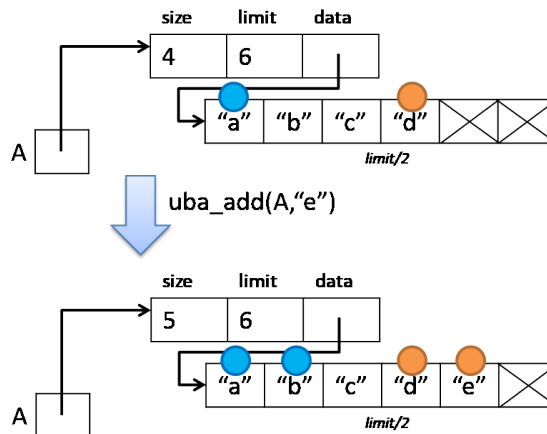 size limit data
4 6
“a” “b” “c” “d”
A
limit/2
uba_add(A,“e”)
size limit data
5 6
“a” “b” “c” “d” “e”
A
limit/2